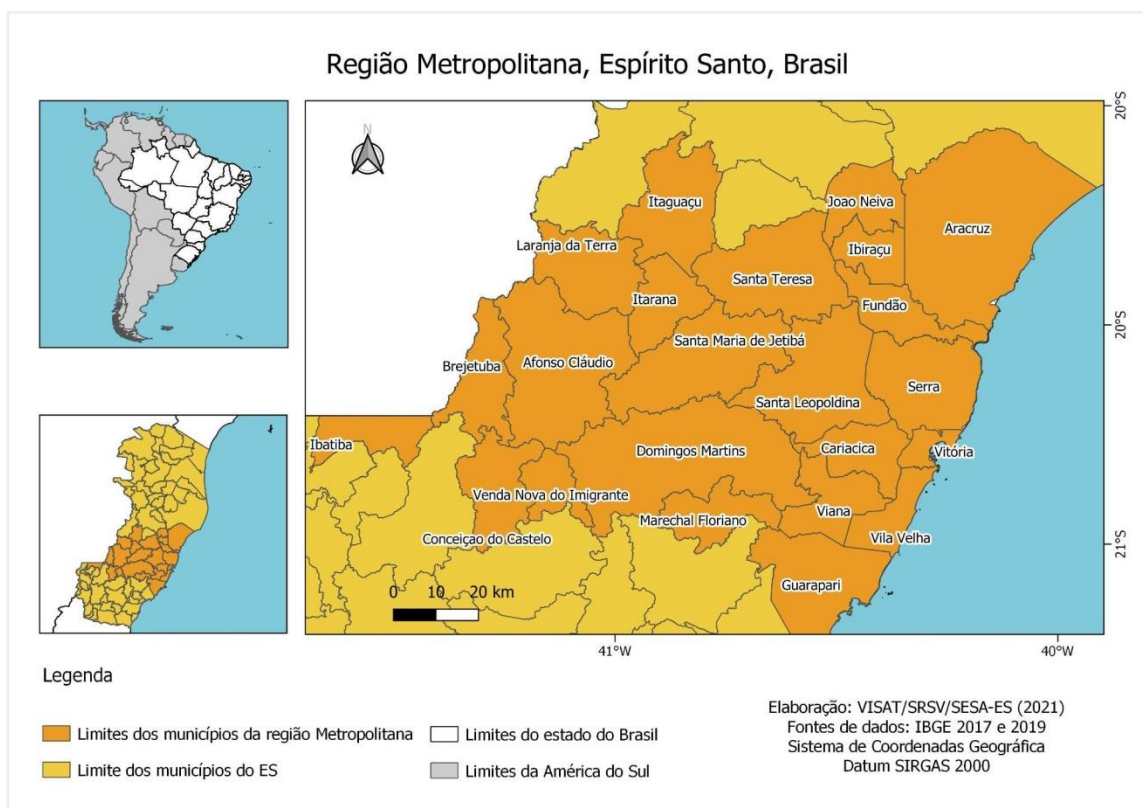 Região Metropolitana, Espírito Santo, Brasil
N
20°S
Itaguaçu
Joao Neiva
Aracruz
Laranja da Terra
Ibiraçu
Santa Teresa
Itarana
Fundão
20°S
Santa Maria de Jetibá
Brejetuba
Afonso Cláudio
Serra
Santa Leopoldina
Ibatiba
Domingos Martins
Cariacica
Vitória
Venda Nova do Imigrante
Marechal Floriano
Viana
Conceiçao do Castelo
Vila Velha
21°S
Guarapari
0 10 20 km
41°W
40°W
Legenda
Limites dos municípios da região Metropolitana
Limites do estado do Brasil
Limite dos municípios do ES
Limites da América do Sul
Elaboração: VISAT/SRSV/SESA-ES (2021)
Fontes de dados: IBGE 2017 e 2019
Sistema de Coordenadas Geográfica
Datum SIRGAS 2000